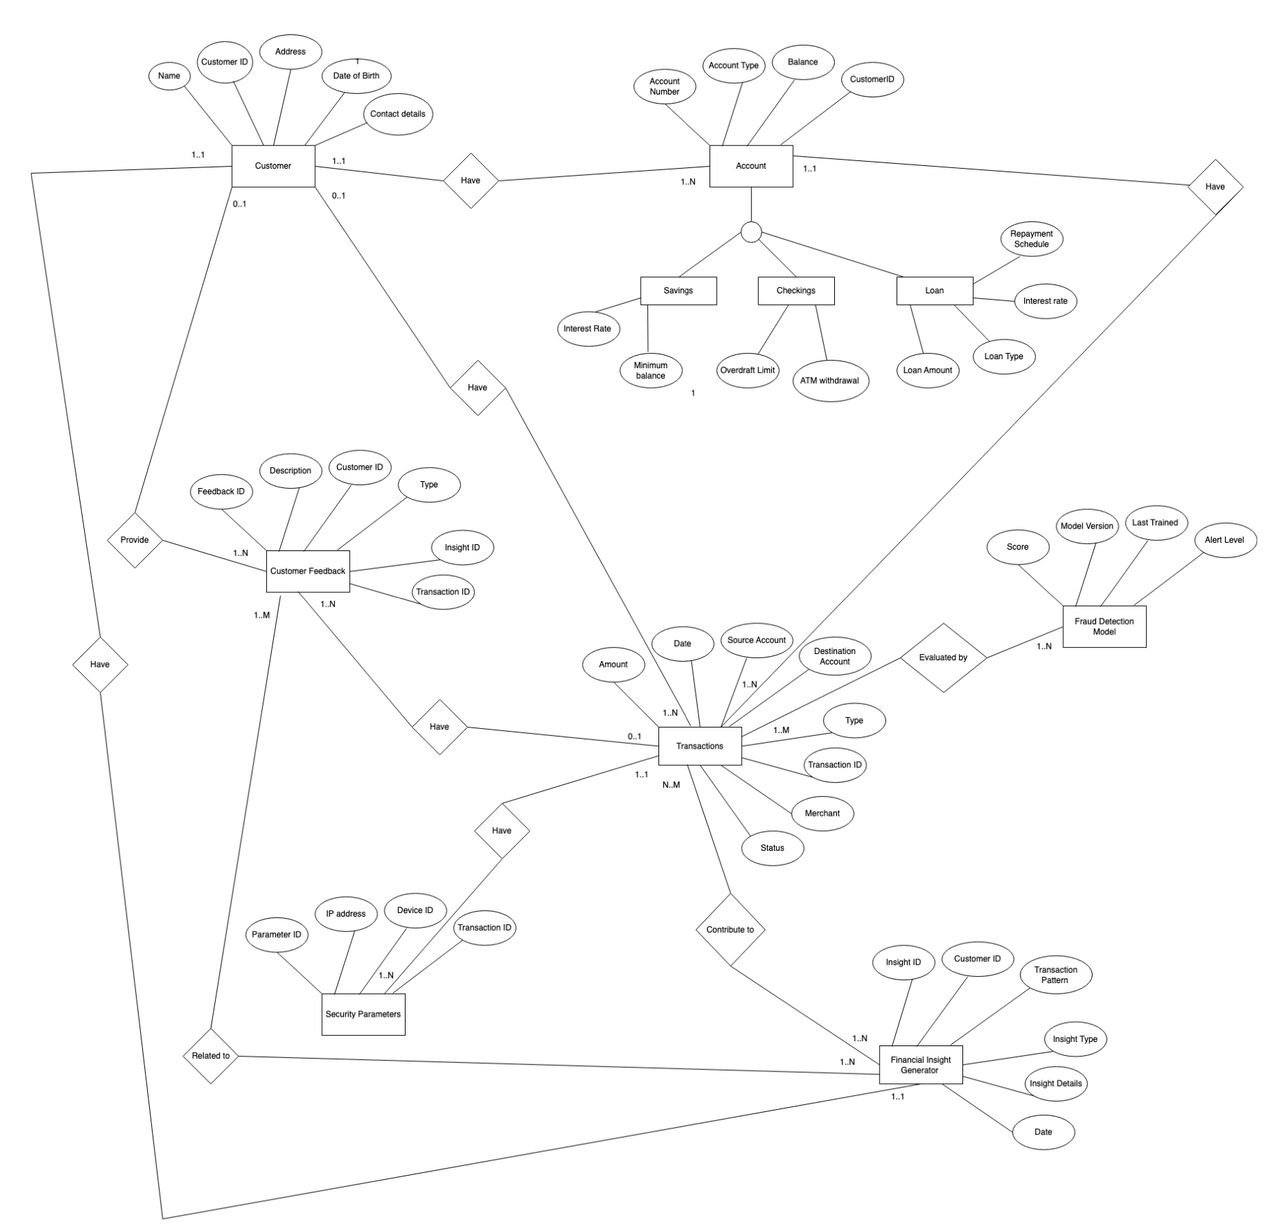 Address
Customer ID
1
Name
Date of Birth
Contact details
1..1
Customer
1..1
0..1
0..1
Have
Account
Number
Account Type
Balance
CustomerID
Account
1..N
1..1
Have
Savings
Checkings
Loan
Repayment
Schedule
Interest rate
Interest Rate
Minimum
balance
Overdraft Limit
ATM withdrawal
Loan Amount
Loan Type
1
Have
Feedback ID
Description
Customer ID
Type
Provide
1..N
Customer Feedback
Insight ID
Transaction ID
1..M
1..N
Score
Model Version
Last Trained
Alert Level
Fraud Detection
Model
1..N
Evaluated by
Have
Have
Amount
Date
Source Account
Destination
Account
1..N
1..N
1..M
Type
0..1
Transactions
Transaction ID
1..1
N..M
Merchant
Status
Have
Parameter ID
IP address
Device ID
Transaction ID
1..N
Security Parameters
Contribute to
Insight ID
Customer ID
Transaction
Pattern
1..N
Related to
1..N
Financial Insight
Generator
Insight Type
Insight Details
1..1
Date